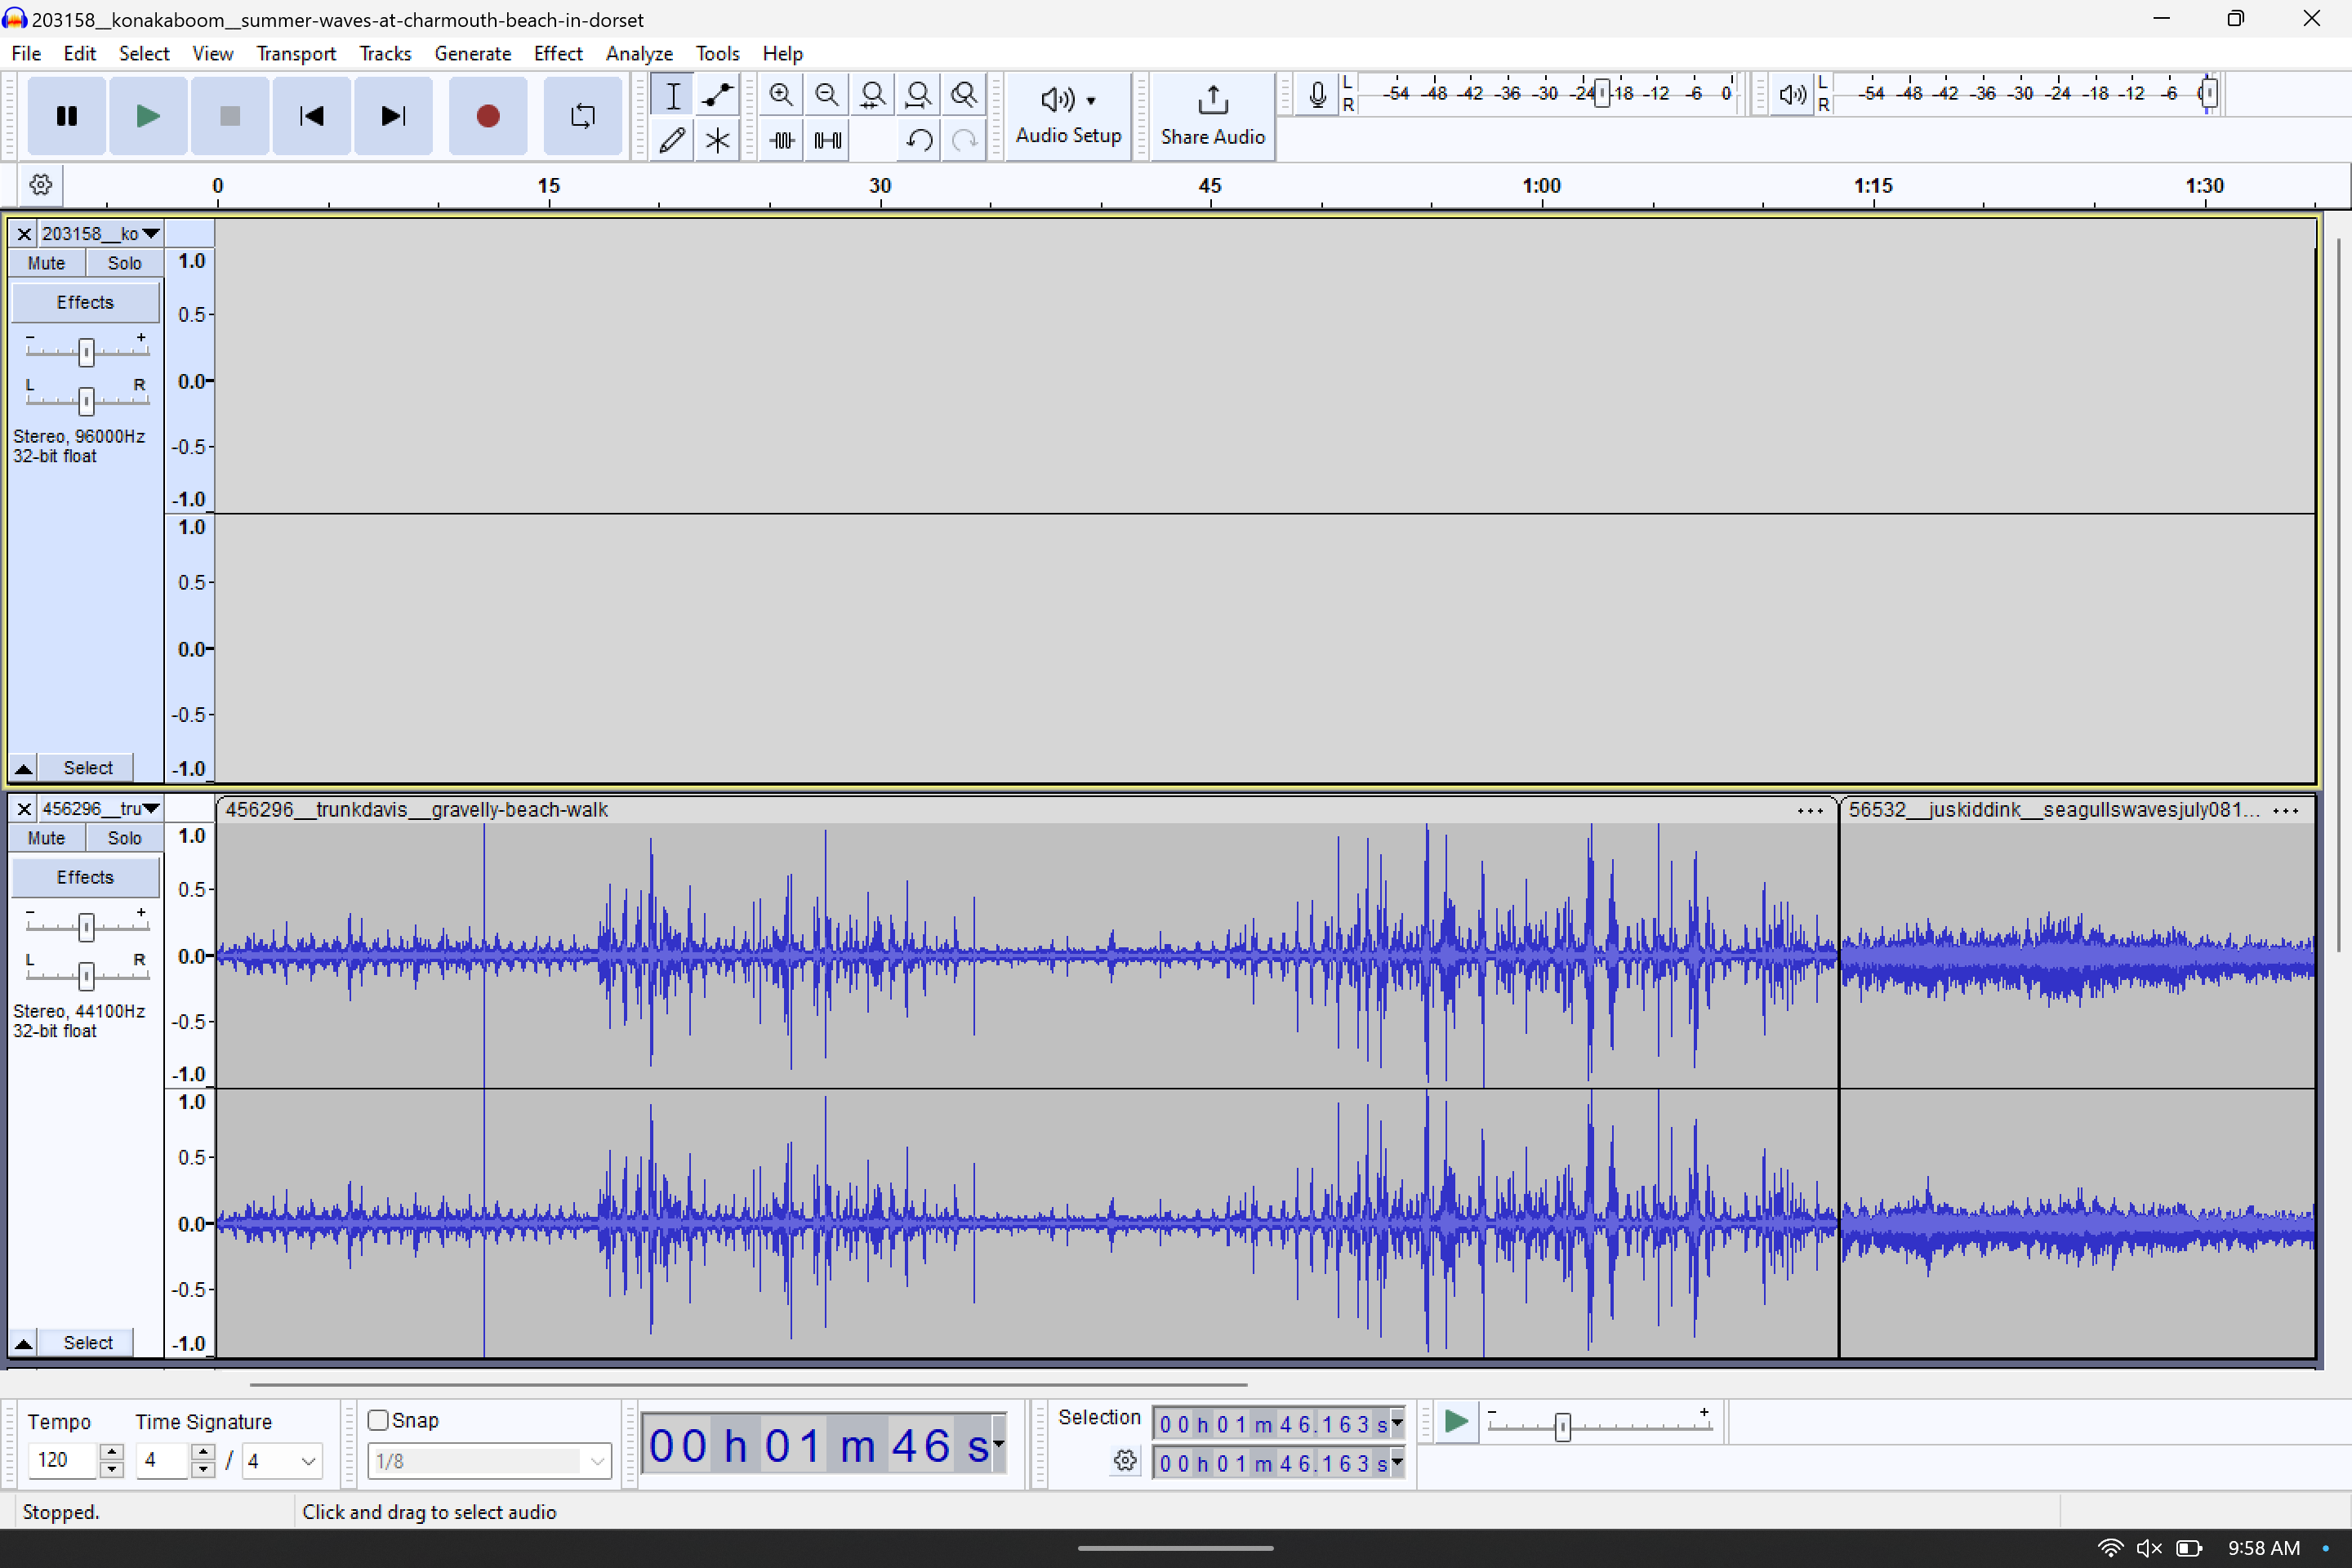 203158__konakaboom__summer-waves-at-charmouth-beach-in-dorset
File Edit Select View Transport Tracks Generate Effect Analyze Tools Help
Audio Setup
Share Audio
L
R
-54 -48 -42 -36 -30 -24 -18 -12 -6 0
L
R
-54 -48 -42 -36 -30 -24 -18 -12 -6
0 15 30 45 1:00 1:15 1:30
203158__ko
Mute Solo
Effects
- +
L R
Stereo, 96000Hz
32-bit float
Select
1.0
0.5
0.0
-0.5
-1.0
1.0
0.5
0.0
-0.5
-1.0
456296__tru
Mute Solo
Effects
- +
L R
Stereo, 44100Hz
32-bit float
Select
456296__trunkdavis__gravelly-beach-walk ...
56532__juskiddink__seagullswavesjuly081... ...
1.0
0.5
0.0
-0.5
-1.0
1.0
0.5
0.0
-0.5
-1.0
Tempo
120
Time Signature
4 / 4
Snap
1/8
00 h 01 m 46 s
Selection
00 h 01 m 46.163 s
00 h 01 m 46.163 s
- +
Stopped.
Click and drag to select audio
9:58 AM